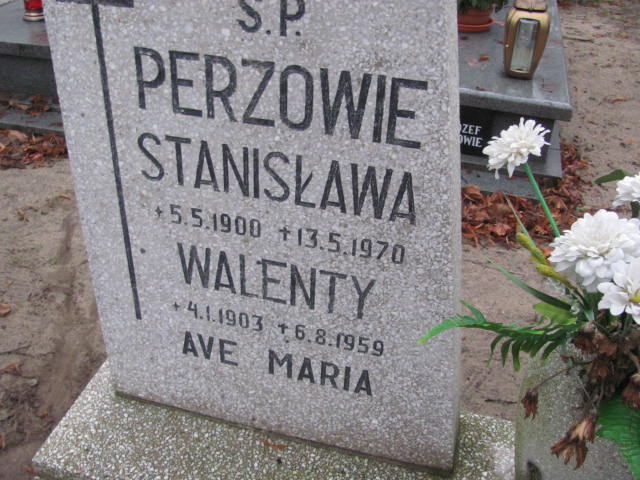 Ś.P.
PERZOWIE
STANISŁAWA
+5.5.1900 +13.5.1970
WALENTY
+4.1.1903 +6.8.1959
AVE MARIA